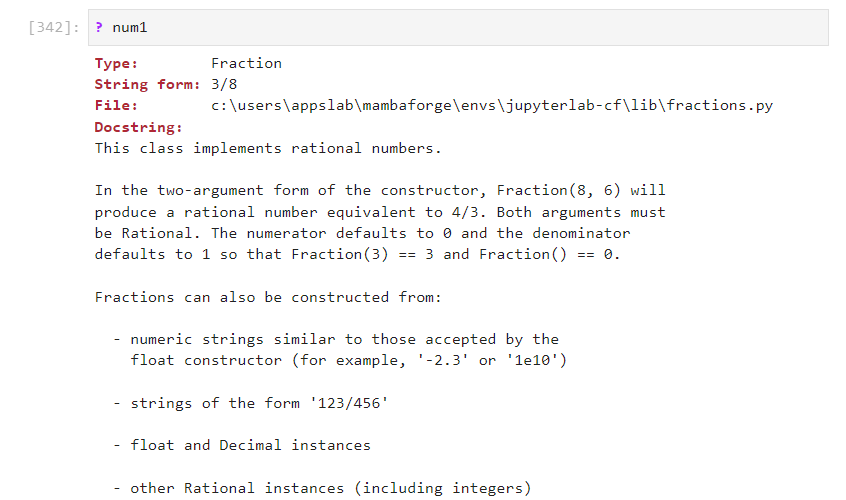 [342]: ? num1
Type: Fraction
String form: 3/8
File: c:\users\appslab\mambaforge\envs\jupyterlab-cf\lib\fractions.py
Docstring:
This class implements rational numbers.
In the two-argument form of the constructor, Fraction(8, 6) will
produce a rational number equivalent to 4/3. Both arguments must
be Rational. The numerator defaults to 0 and the denominator
defaults to 1 so that Fraction(3) == 3 and Fraction() == 0.
Fractions can also be constructed from:
- numeric strings similar to those accepted by the
float constructor (for example, '-2.3' or '1e10')
- strings of the form '123/456'
- float and Decimal instances
- other Rational instances (including integers)